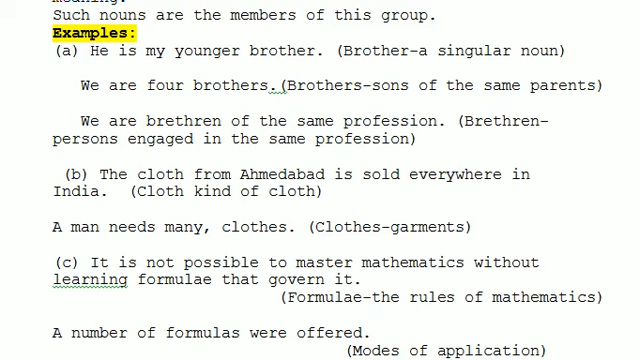 meaning.
Such nouns are the members of this group.
Examples:
(a) He is my younger brother. (Brother-a singular noun)
We are four brothers.(Brothers-sons of the same parents)
We are brethren of the same profession. (Brethren-
persons engaged in the same profession)
(b) The cloth from Ahmedabad is sold everywhere in
India. (Cloth kind of cloth)
A man needs many, clothes. (Clothes-garments)
(c) It is not possible to master mathematics without
learning formulae that govern it.
(Formulae-the rules of mathematics)
A number of formulas were offered.
(Modes of application)